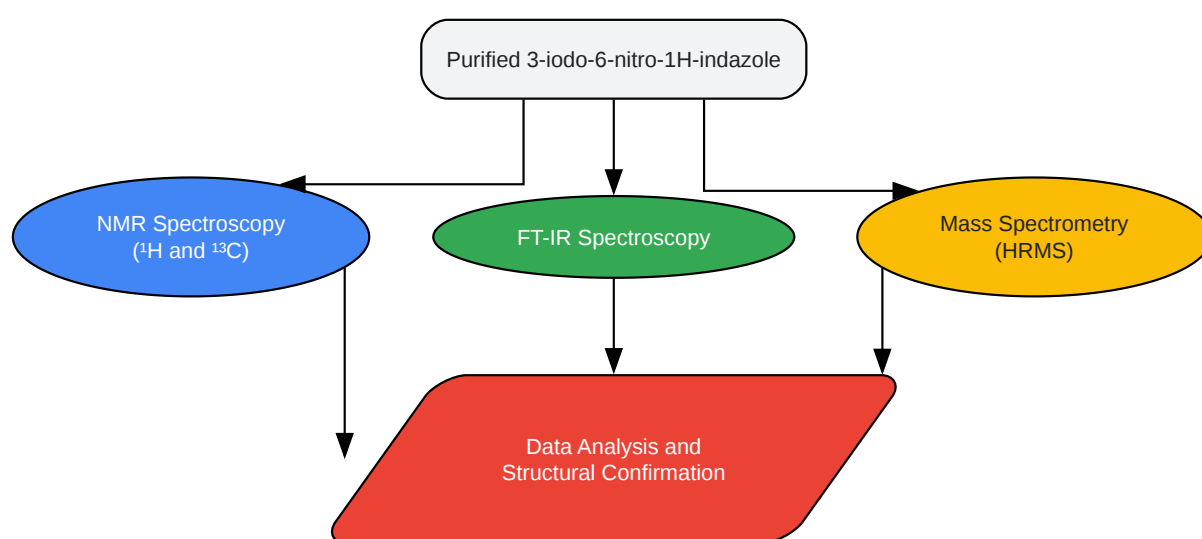 Purified 3-iodo-6-nitro-1H-indazole
NMR Spectroscopy
(¹H and ¹³C)
FT-IR Spectroscopy
Mass Spectrometry
(HRMS)
Data Analysis and
Structural Confirmation